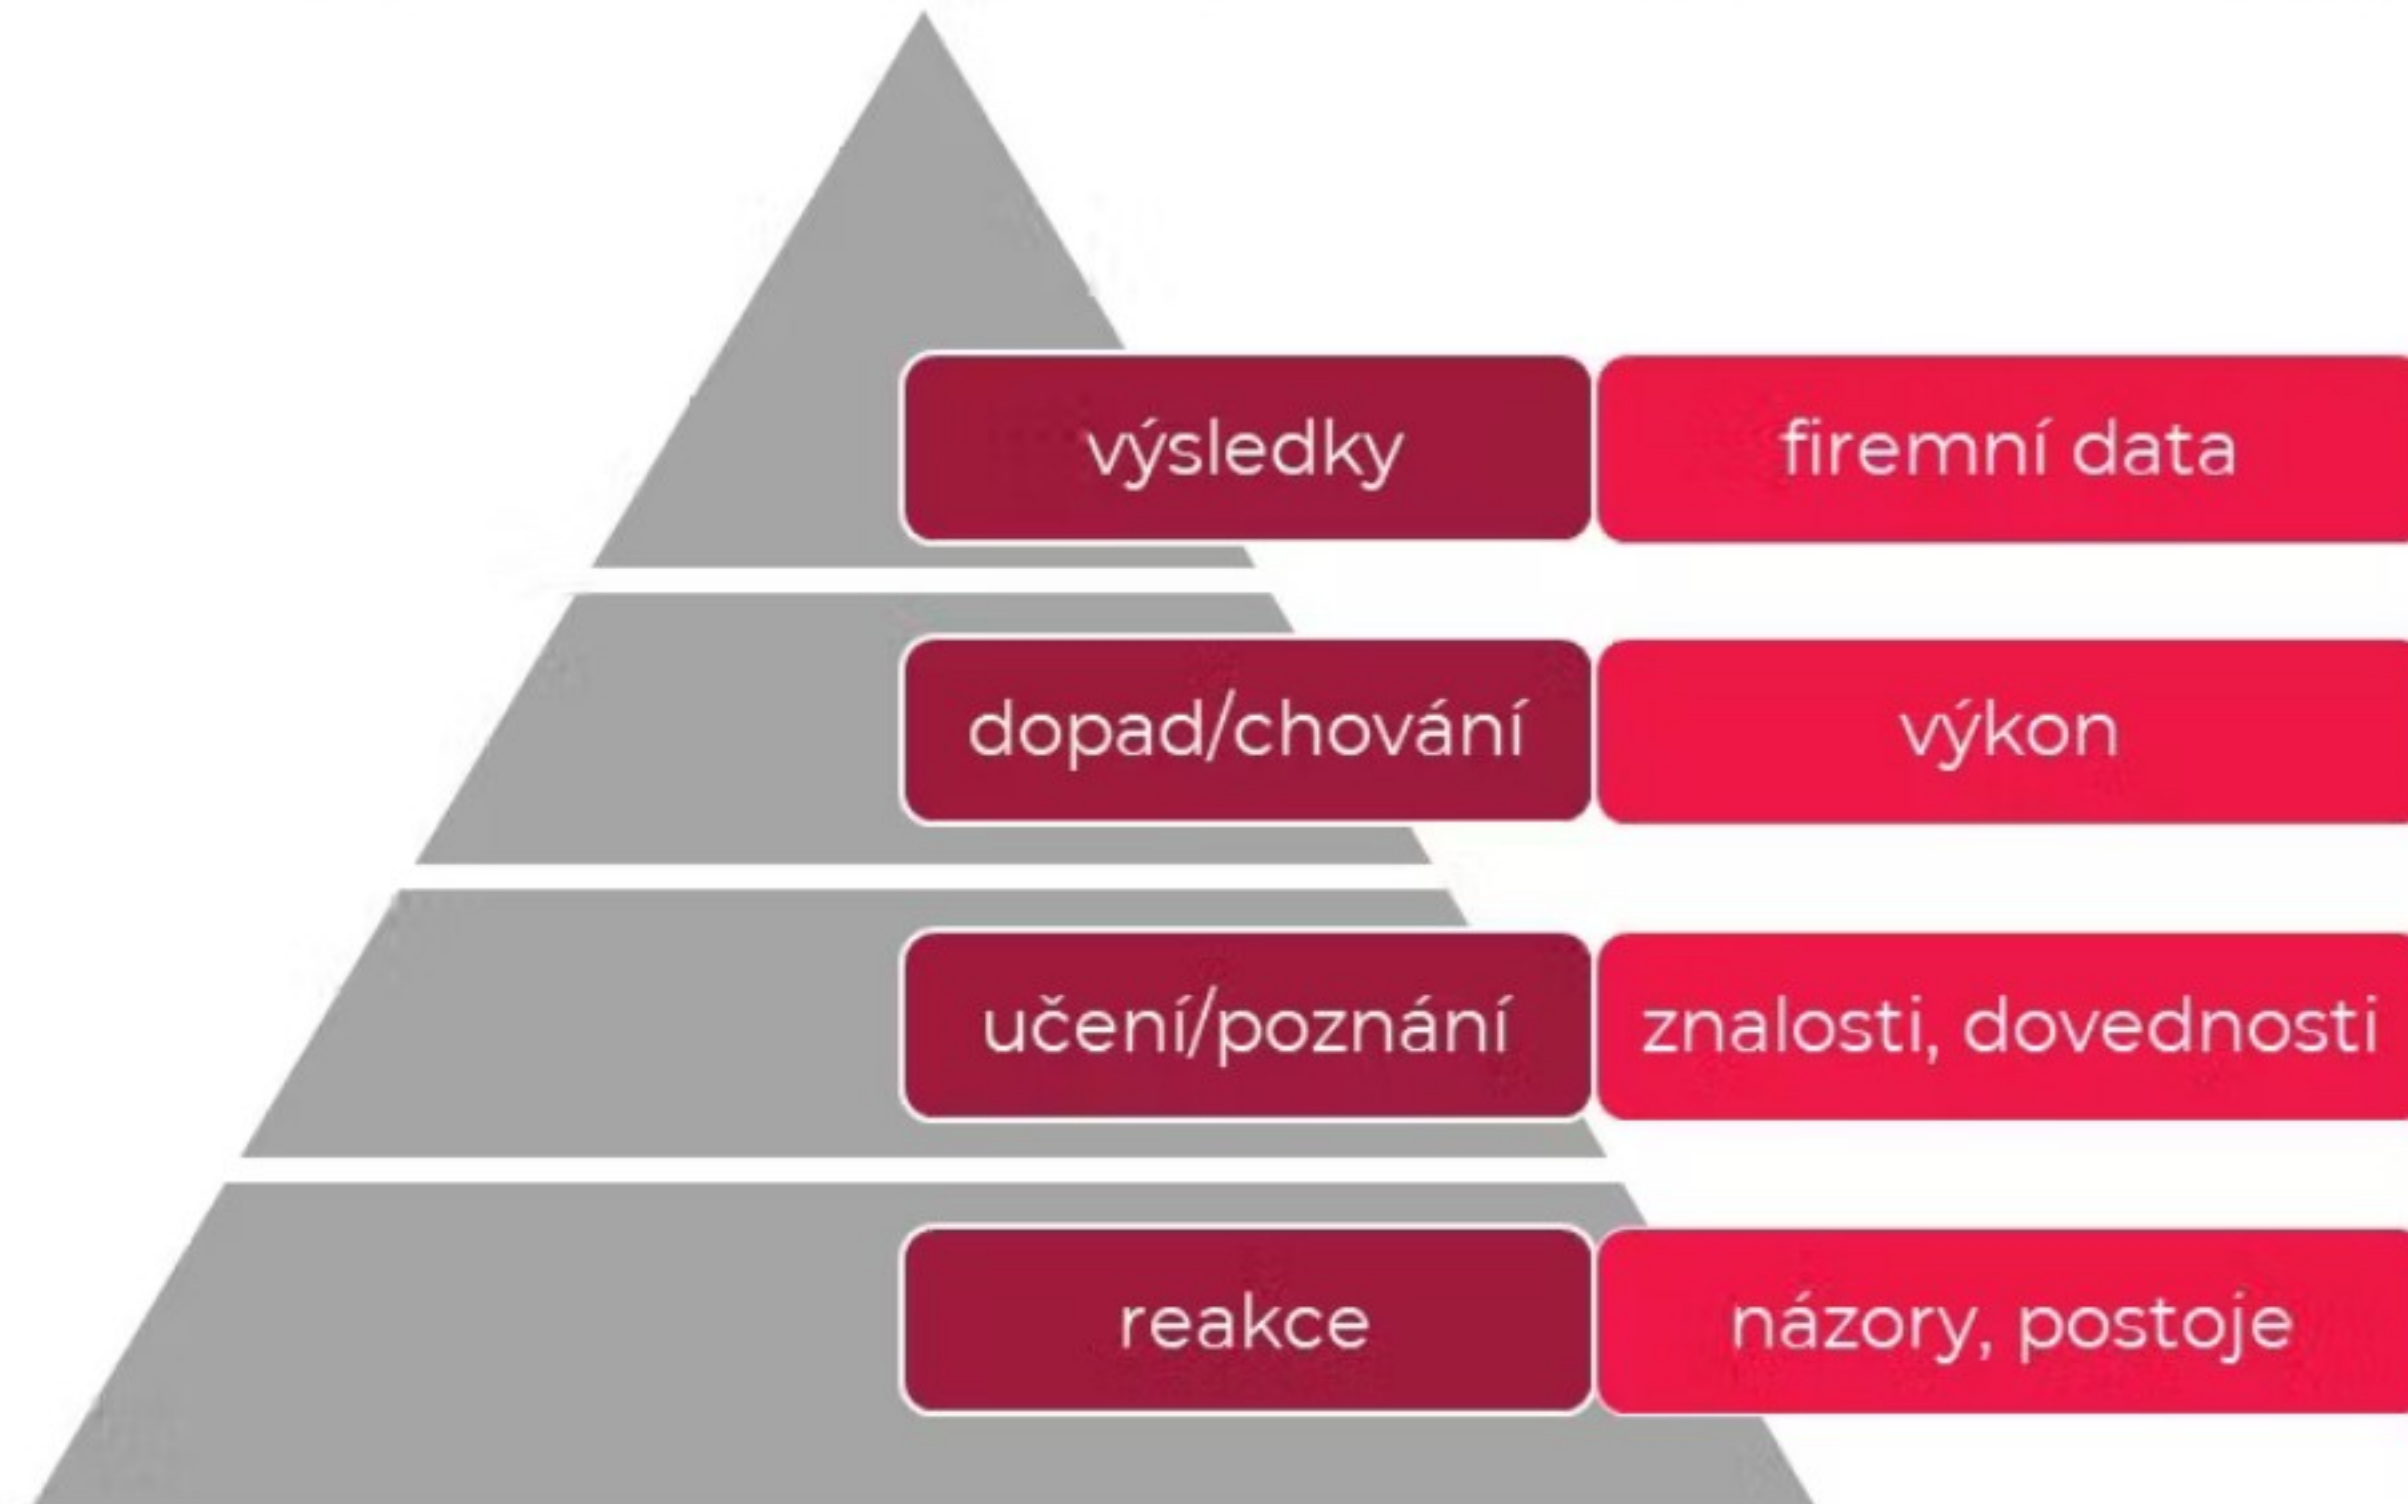 výsledky firemní data
dopad/chování výkon
učení/poznání znalosti, dovednosti
reakce názory, postoje